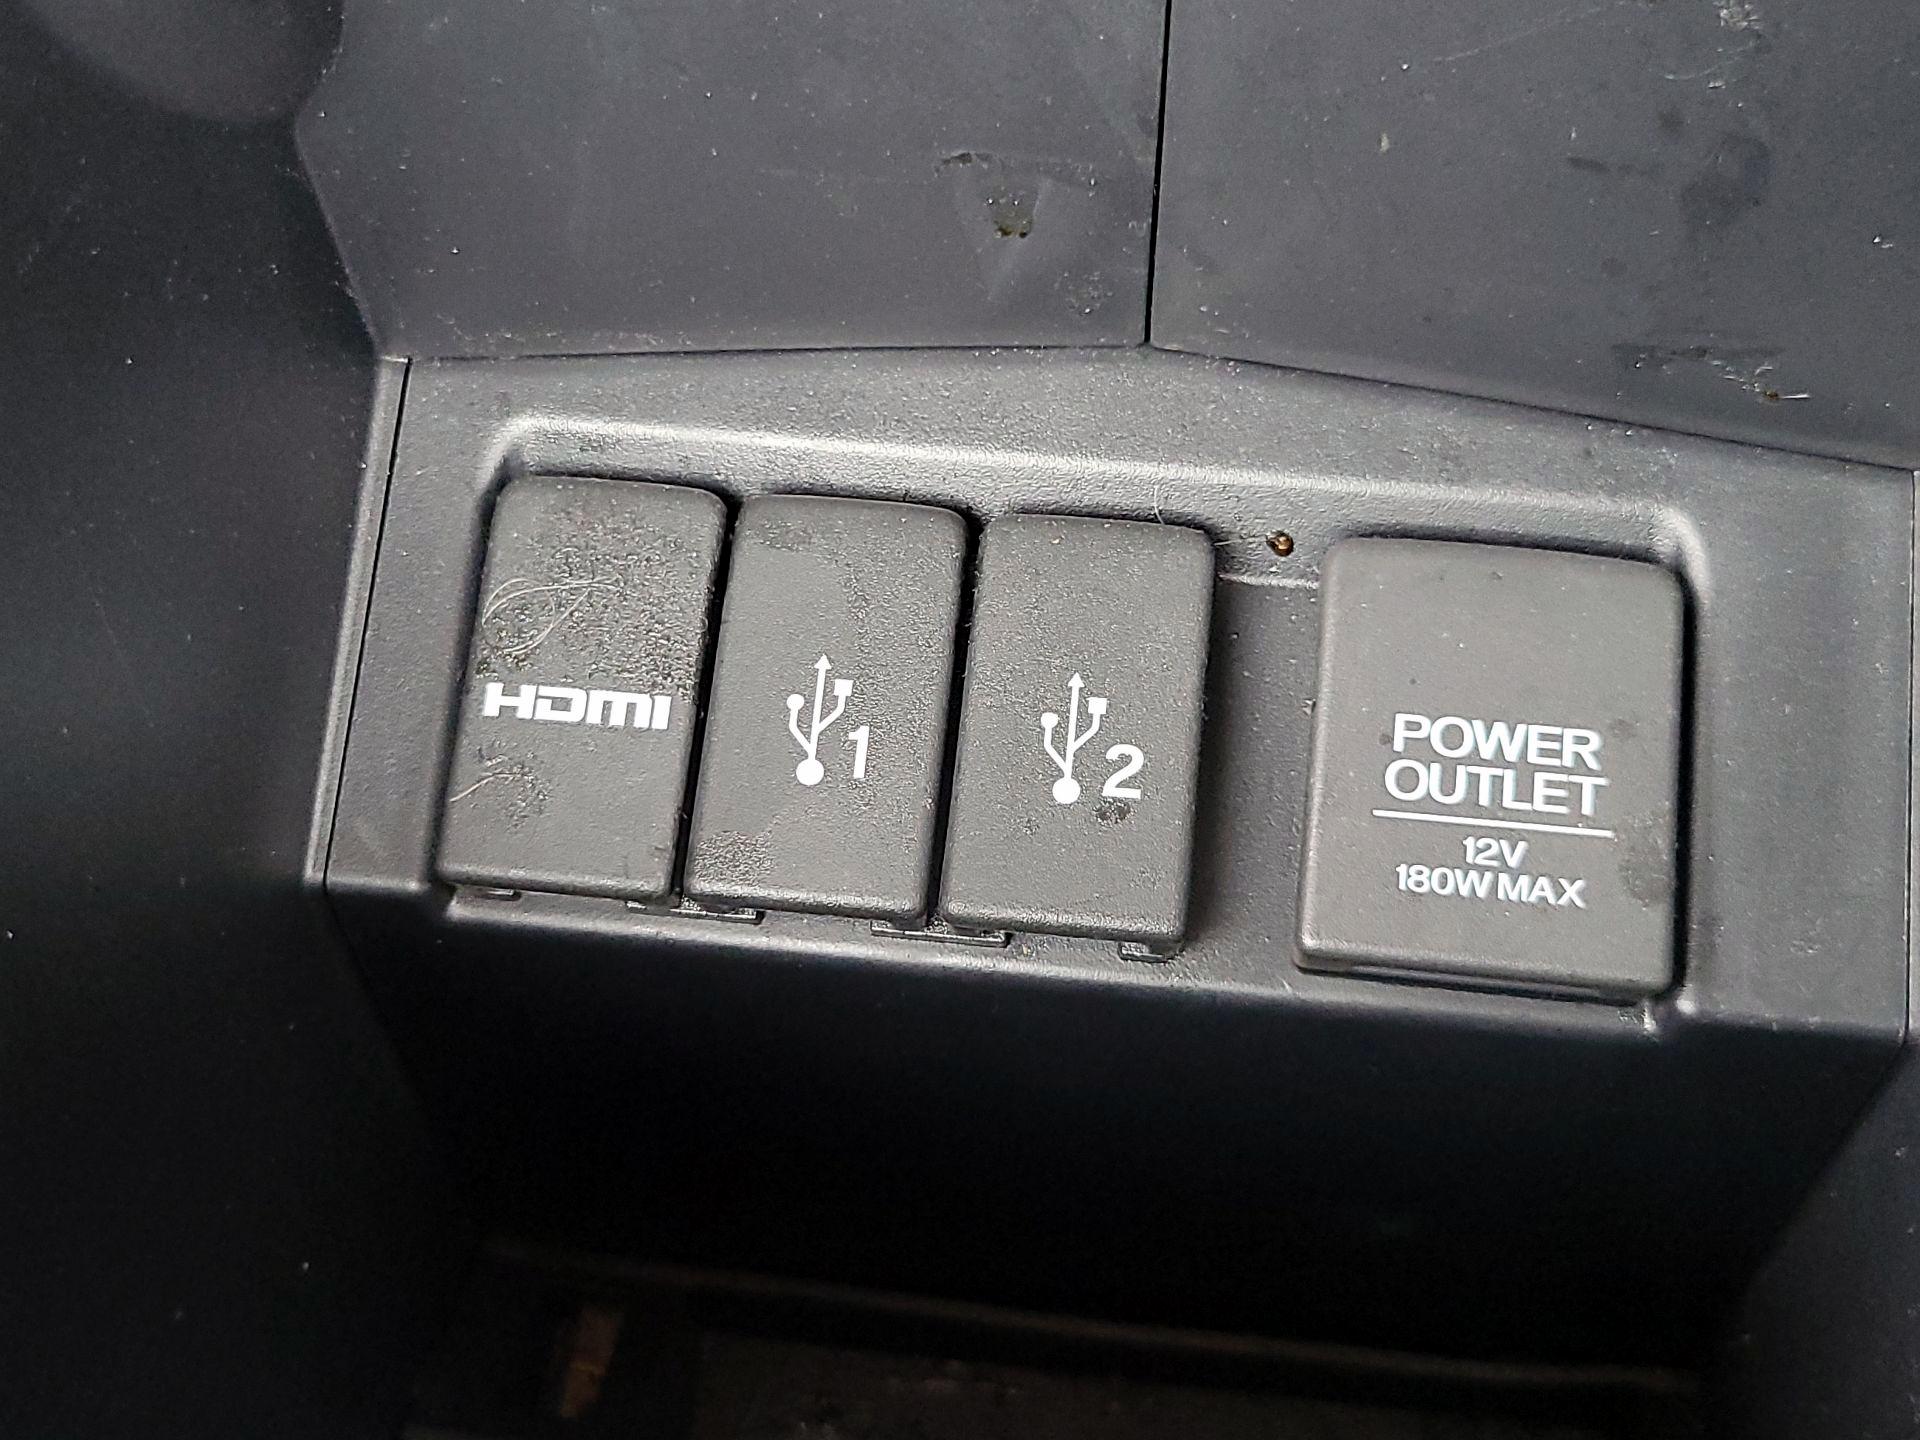 HDMI
1
2
POWER
OUTLET
12V
180W MAX